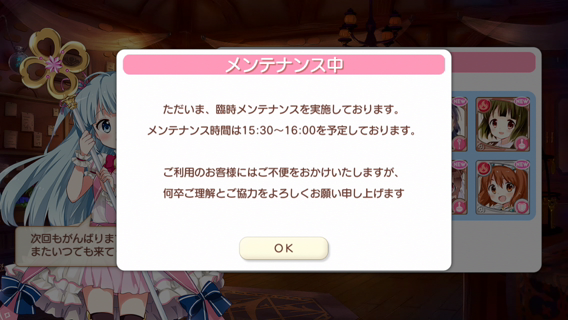 メンテナンス中
ただいま、臨時メンテナンスを実施しております。
メンテナンス時間は15:30～16:00を予定しております。
ご利用のお客様にはご不便をおかけいたしますが、
何卒ご理解とご協力をよろしくお願い申し上げます
OK
次回もがんばりま
またいつでも来て
NEW
NEW